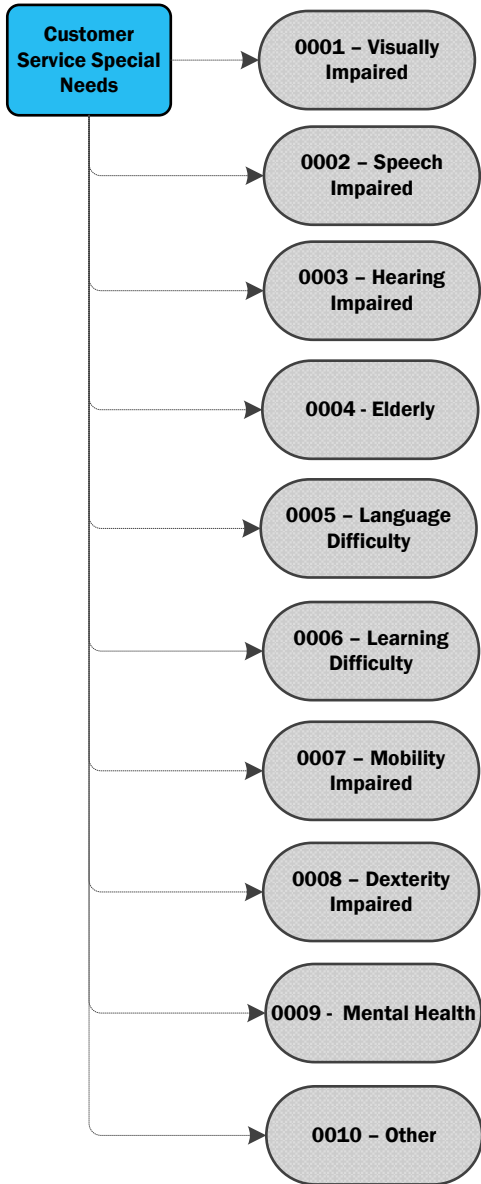 Customer
Service Special
Needs
0001 – Visually
Impaired
0002 – Speech
Impaired
0003 – Hearing
Impaired
0004 - Elderly
0005 – Language
Difficulty
0006 – Learning
Difficulty
0007 – Mobility
Impaired
0008 – Dexterity
Impaired
0009 -  Mental Health
0010 – Other